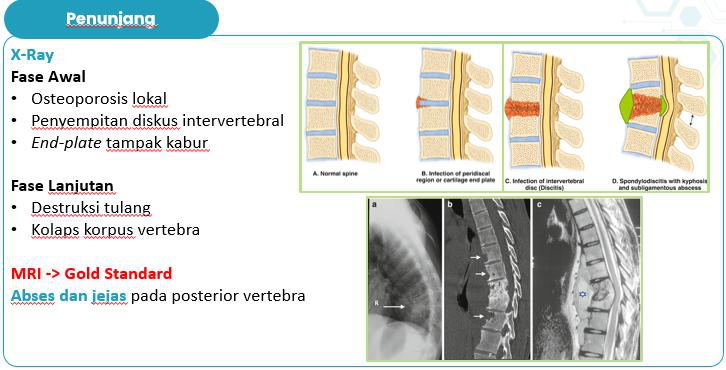 Penunjang
X-Ray
Fase Awal
• Osteoporosis lokal
• Penyempitan diskus intervertebral
• End-plate tampak kabur
Fase Lanjutan
• Destruksi tulang
• Kolaps korpus vertebra
MRI -> Gold Standard
Abses dan jejas pada posterior vertebra
A. Normal spine
B. Infection of peridiscal
region or cartilage end plate
C. Infection of intervertebral
disc (Discitis)
D. Spondylodiscitis with kyphosis
and subligamentous abscess
a
b
c